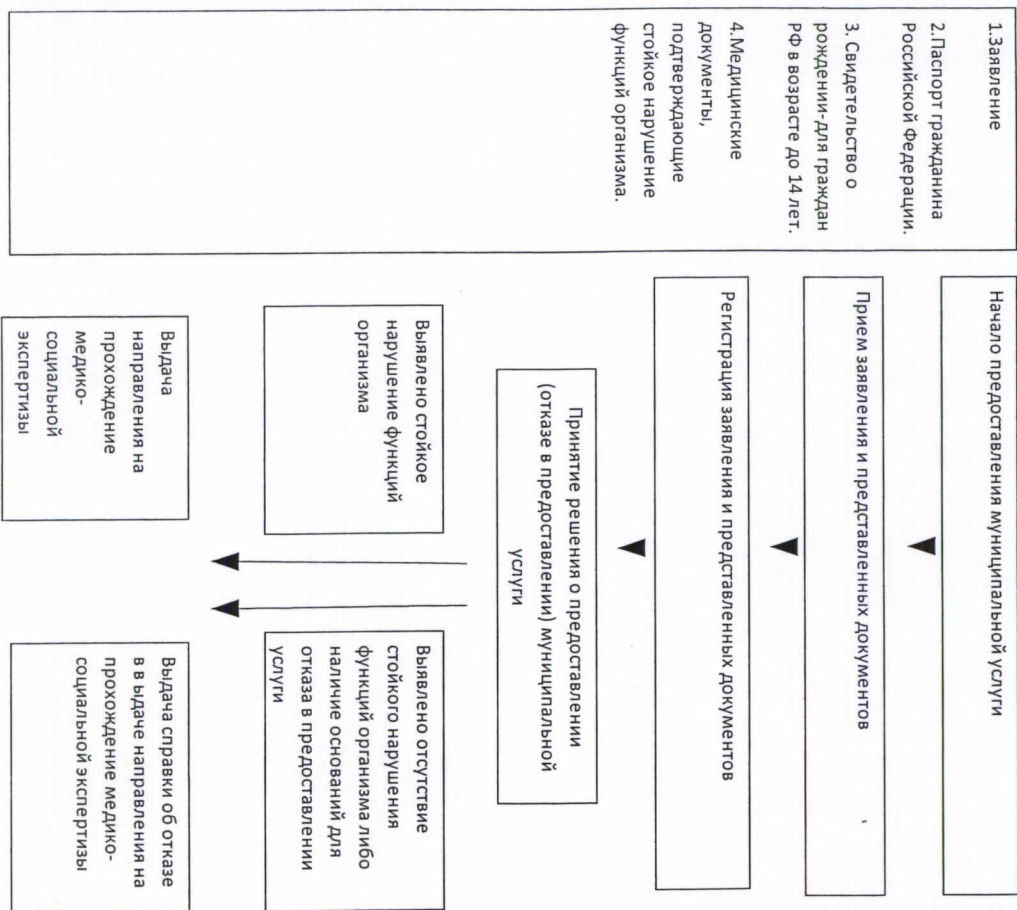 1.Заявление
2.Паспорт гражданина
Российской Федерации.
3. Свидетельство о
рождении-для граждан
РФ в возрасте до 14 лет.
4.Медицинские
документы,
подтверждающие
стойкое нарушение
функций организма.
Начало предоставления муниципальной услуги
Прием заявления и представленных документов
Регистрация заявления и представленных документов
Принятие решения о предоставлении
(отказе в предоставлении) муниципальной
услуги
Выявлено стойкое
нарушение функций
организма
Выявлено отсутствие
стойкого нарушения
функций организма либо
наличие оснований для
отказа в предоставлении
услуги
Выдача
направления на
прохождение
медико-
социальной
экспертизы
Выдача справки об отказе
в выдаче направления на
прохождение медико-
социальной экспертизы